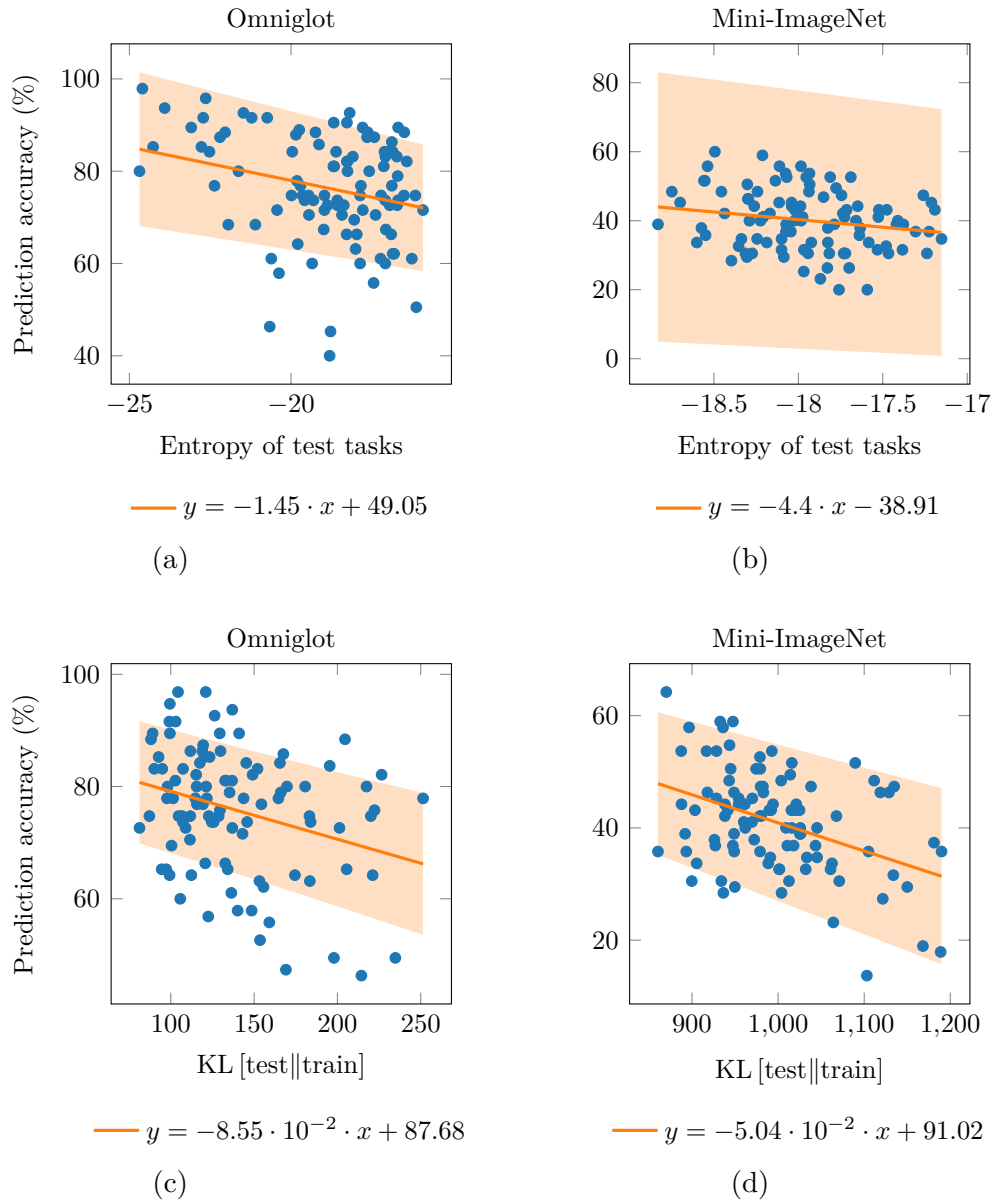 Omniglot
Prediction accuracy (%)
100
80
60
40
−25
−20
Entropy of test tasks
y = −1.45 · x + 49.05
(a)
Mini-ImageNet
80
60
40
20
0
−18.5
−18
−17.5
−17
Entropy of test tasks
y = −4.4 · x − 38.91
(b)
Omniglot
Prediction accuracy (%)
100
80
60
100
150
200
250
KL [test‖train]
y = −8.55 · 10⁻² · x + 87.68
(c)
Mini-ImageNet
60
40
20
900
1,000
1,100
1,200
KL [test‖train]
y = −5.04 · 10⁻² · x + 91.02
(d)